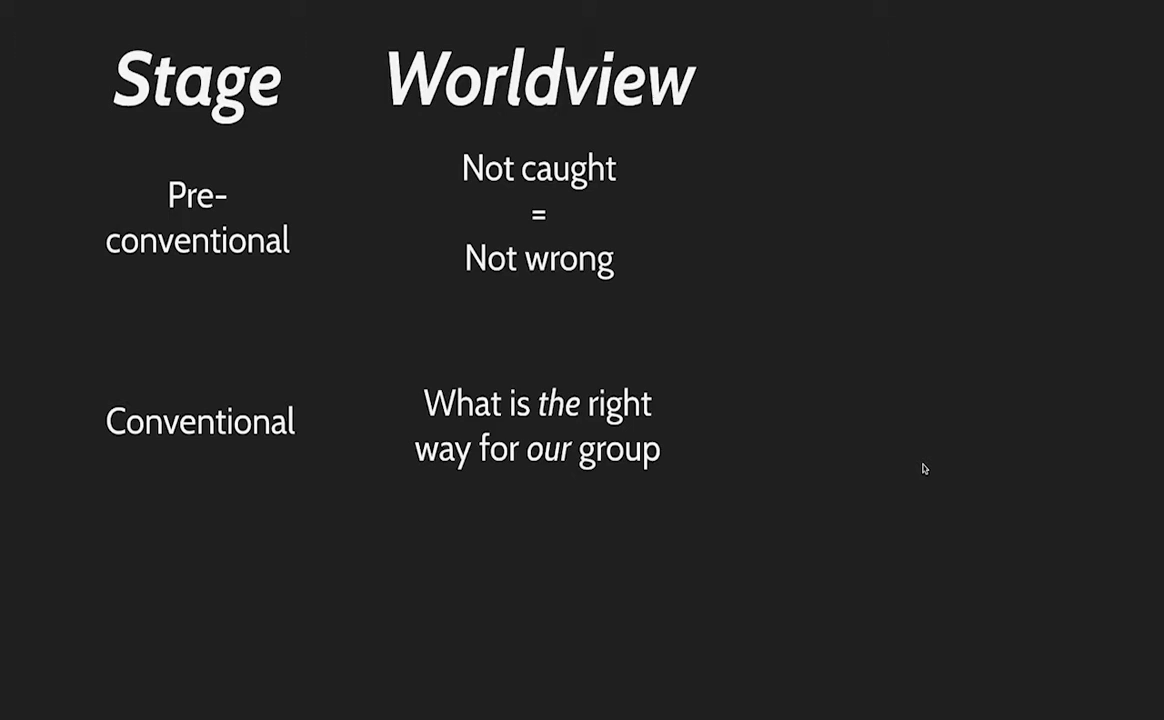 Stage
Worldview
Pre-
conventional
Not caught
=
Not wrong
Conventional
What is the right
way for our group